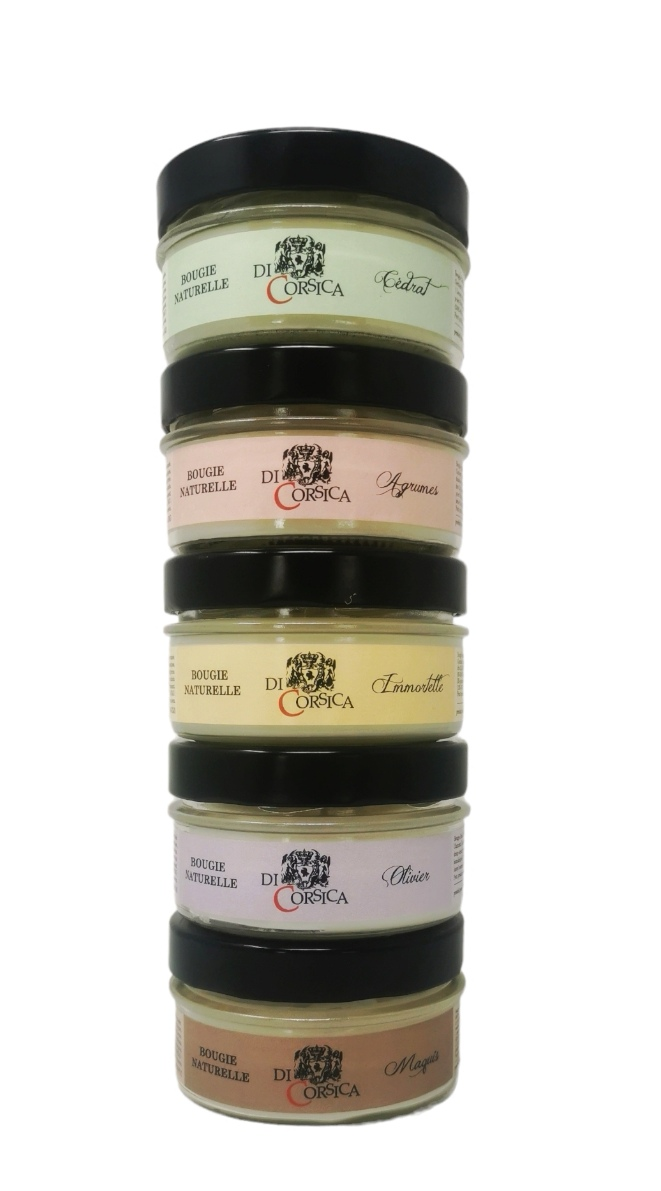 BOUGIE
NATURELLE
DI
CORSICA
Cèdrat
BOUGIE
NATURELLE
DI
CORSICA
Agrumes
BOUGIE
NATURELLE
DI
CORSICA
Immortelle
BOUGIE
NATURELLE
DI
CORSICA
Olivier
BOUGIE
NATURELLE
DI
CORSICA
Maquis